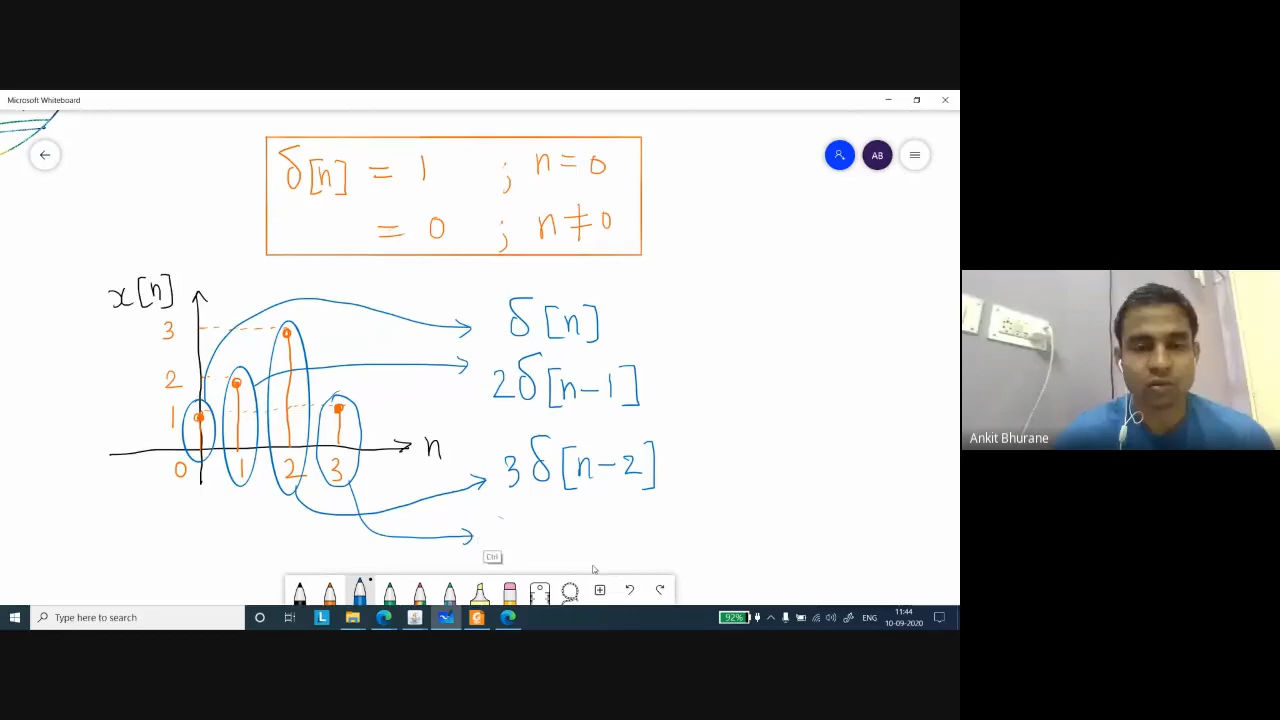 Microsoft Whiteboard
δ[n] = 1 ; n = 0
= 0 ; n ≠ 0
AB
x[n]
3
2
1
0 1 2 3
n
δ[n]
2δ[n-1]
3δ[n-2]
Ctrl
Ankit Bhurane
Type here to search
L
92%
ENG
11:44
10-09-2020